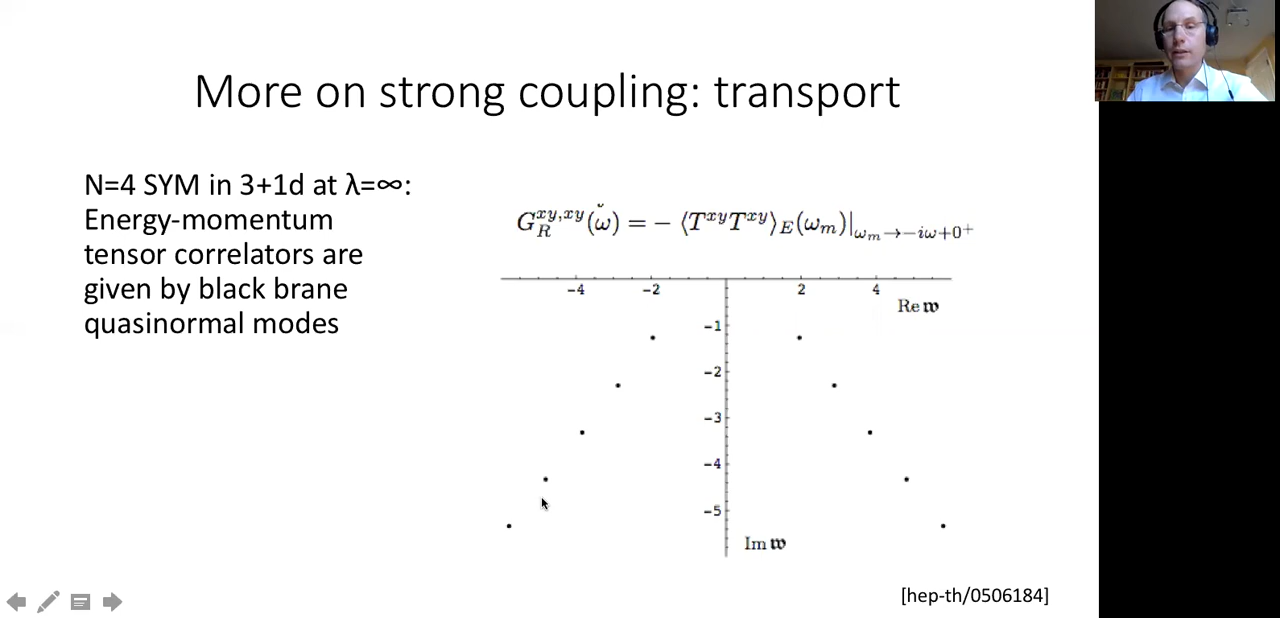 More on strong coupling: transport
N=4 SYM in 3+1d at λ=∞:
Energy-momentum
tensor correlators are
given by black brane
quasinormal modes
G_R^{xy,xy}(ω̆) = − ⟨T^{xy}T^{xy}⟩_E(ω_m)|_{ω_m→−iω+0^+}
−4 −2 2 4
Re 𝔴
−1
−2
−3
−4
−5
Im 𝔴
[hep-th/0506184]